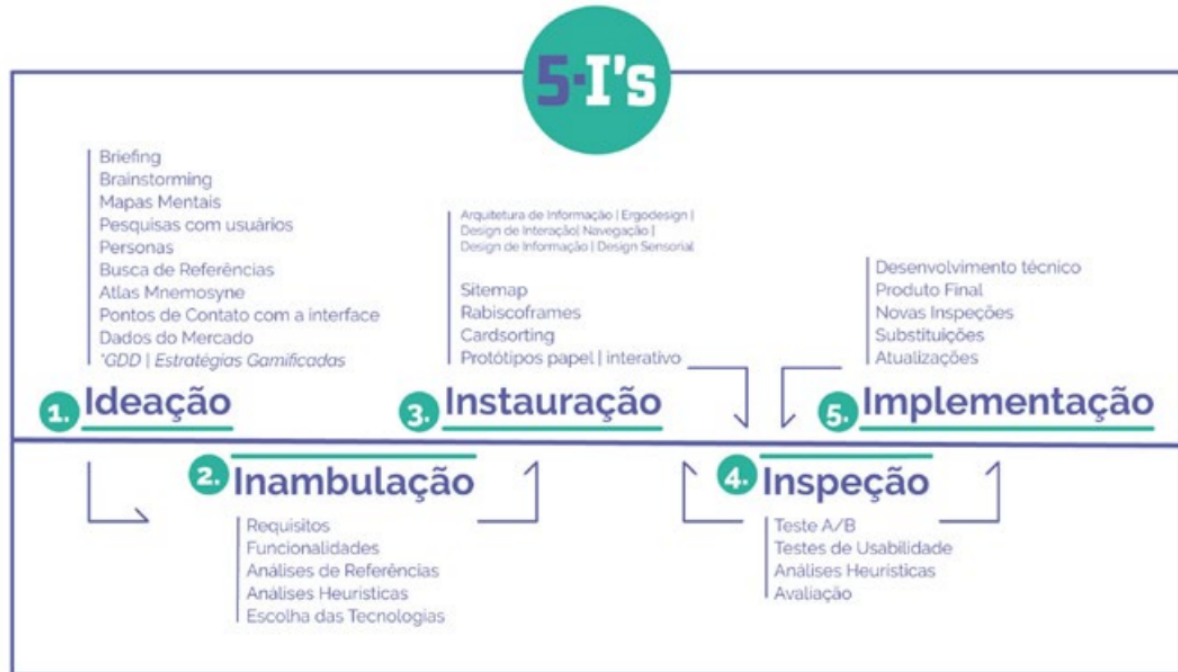 5·I's
Briefing
Brainstorming
Mapas Mentais
Pesquisas com usuários
Personas
Busca de Referências
Atlas Mnemosyne
Pontos de Contato com a interface
Dados do Mercado
*GDD | Estratégias Gamificadas
1. Ideação
2. Inambulação
Requisitos
Funcionalidades
Análises de Referências
Análises Heurísticas
Escolha das Tecnologias
Arquitetura de Informação | Ergodesign |
Design de Interação| Navegação |
Design de Informação | Design Sensorial
Sitemap
Rabiscoframes
Cardsorting
Protótipos papel | interativo
3. Instauração
4. Inspeção
Teste A/B
Testes de Usabilidade
Análises Heurísticas
Avaliação
Desenvolvimento técnico
Produto Final
Novas Inspeções
Substituições
Atualizações
5. Implementação